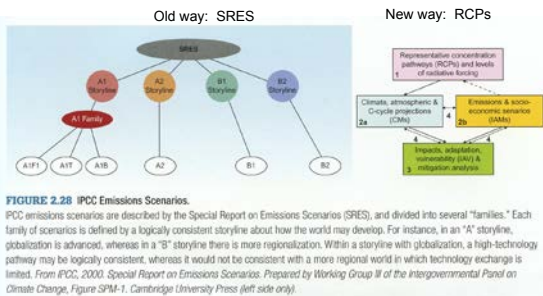 Old way: SRES
New way: RCPs
SRES
A1
Storyline
A2
Storyline
B1
Storyline
B2
Storyline
A1 Family
A1F1
A1T
A1B
A2
B1
B2
Representative concentration
pathways (RCPs) and levels
of radiative forcing
1
Climate, atmospheric &
C-cycle projections
(CMs)
2a
4
Emissions & socio-
economic senarios
(IAMs)
2b
4
4
Impacts, adaptation,
vulnerability (IAV) &
mitigation analysis
3
FIGURE 2.28 IPCC Emissions Scenarios.
IPCC emissions scenarios are described by the Special Report on Emissions Scenarios (SRES), and divided into several "families." Each
family of scenarios is defined by a logically consistent storyline about how the world may develop. For instance, in an "A" storyline,
globalization is advanced, whereas in a "B" storyline there is more regionalization. Within a storyline with globalization, a high-technology
pathway may be logically consistent, whereas it would not be consistent with a more regional world in which technology exchange is
limited. From IPCC, 2000. Special Report on Emissions Scenarios. Prepared by Working Group III of the Intergovernmental Panel on
Climate Change, Figure SPM-1. Cambridge University Press (left side only).